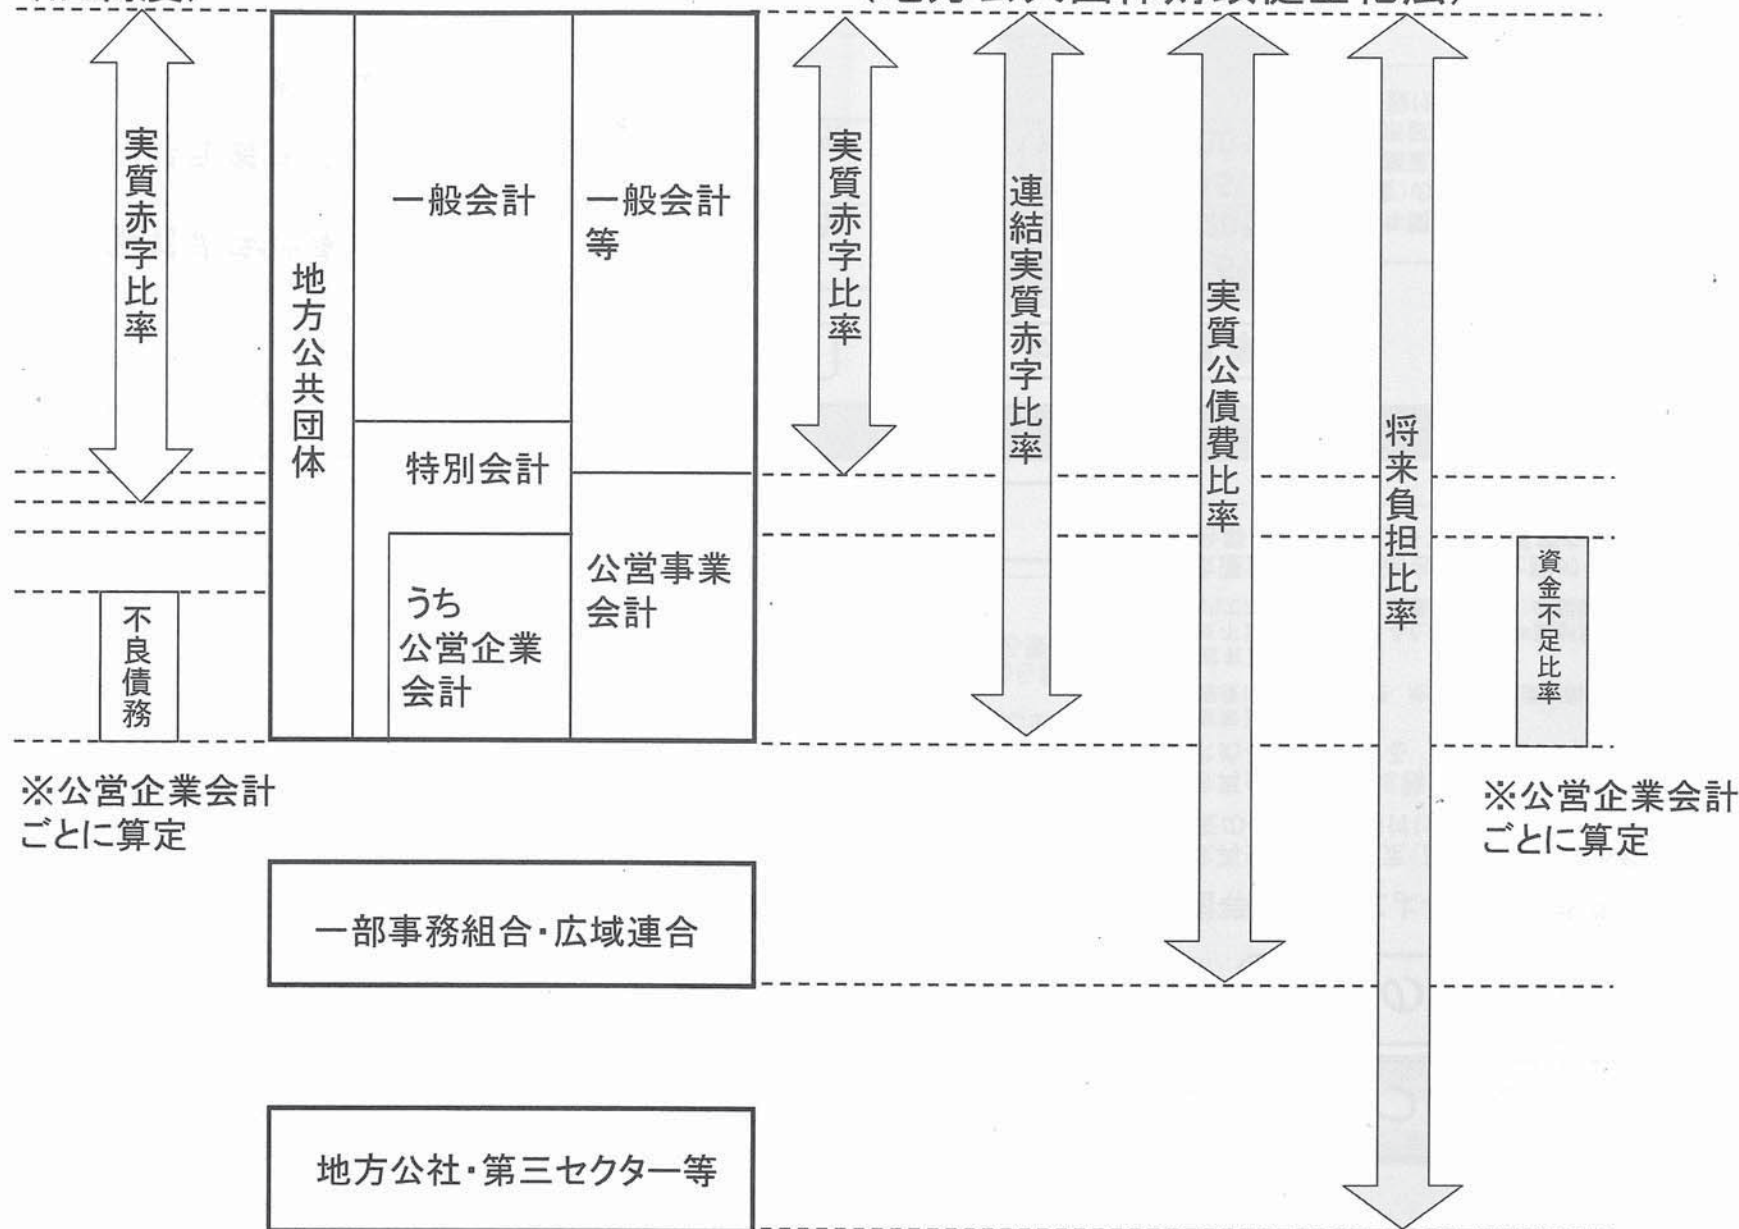 実質赤字比率
不良債務
※公営企業会計
ごとに算定
地方公共団体
一般会計
特別会計
うち
公営企業
会計
一般会計
等
公営事業
会計
一部事務組合・広域連合
地方公社・第三セクター等
実質赤字比率
連結実質赤字比率
実質公債費比率
将来負担比率
資金不足比率
※公営企業会計
ごとに算定